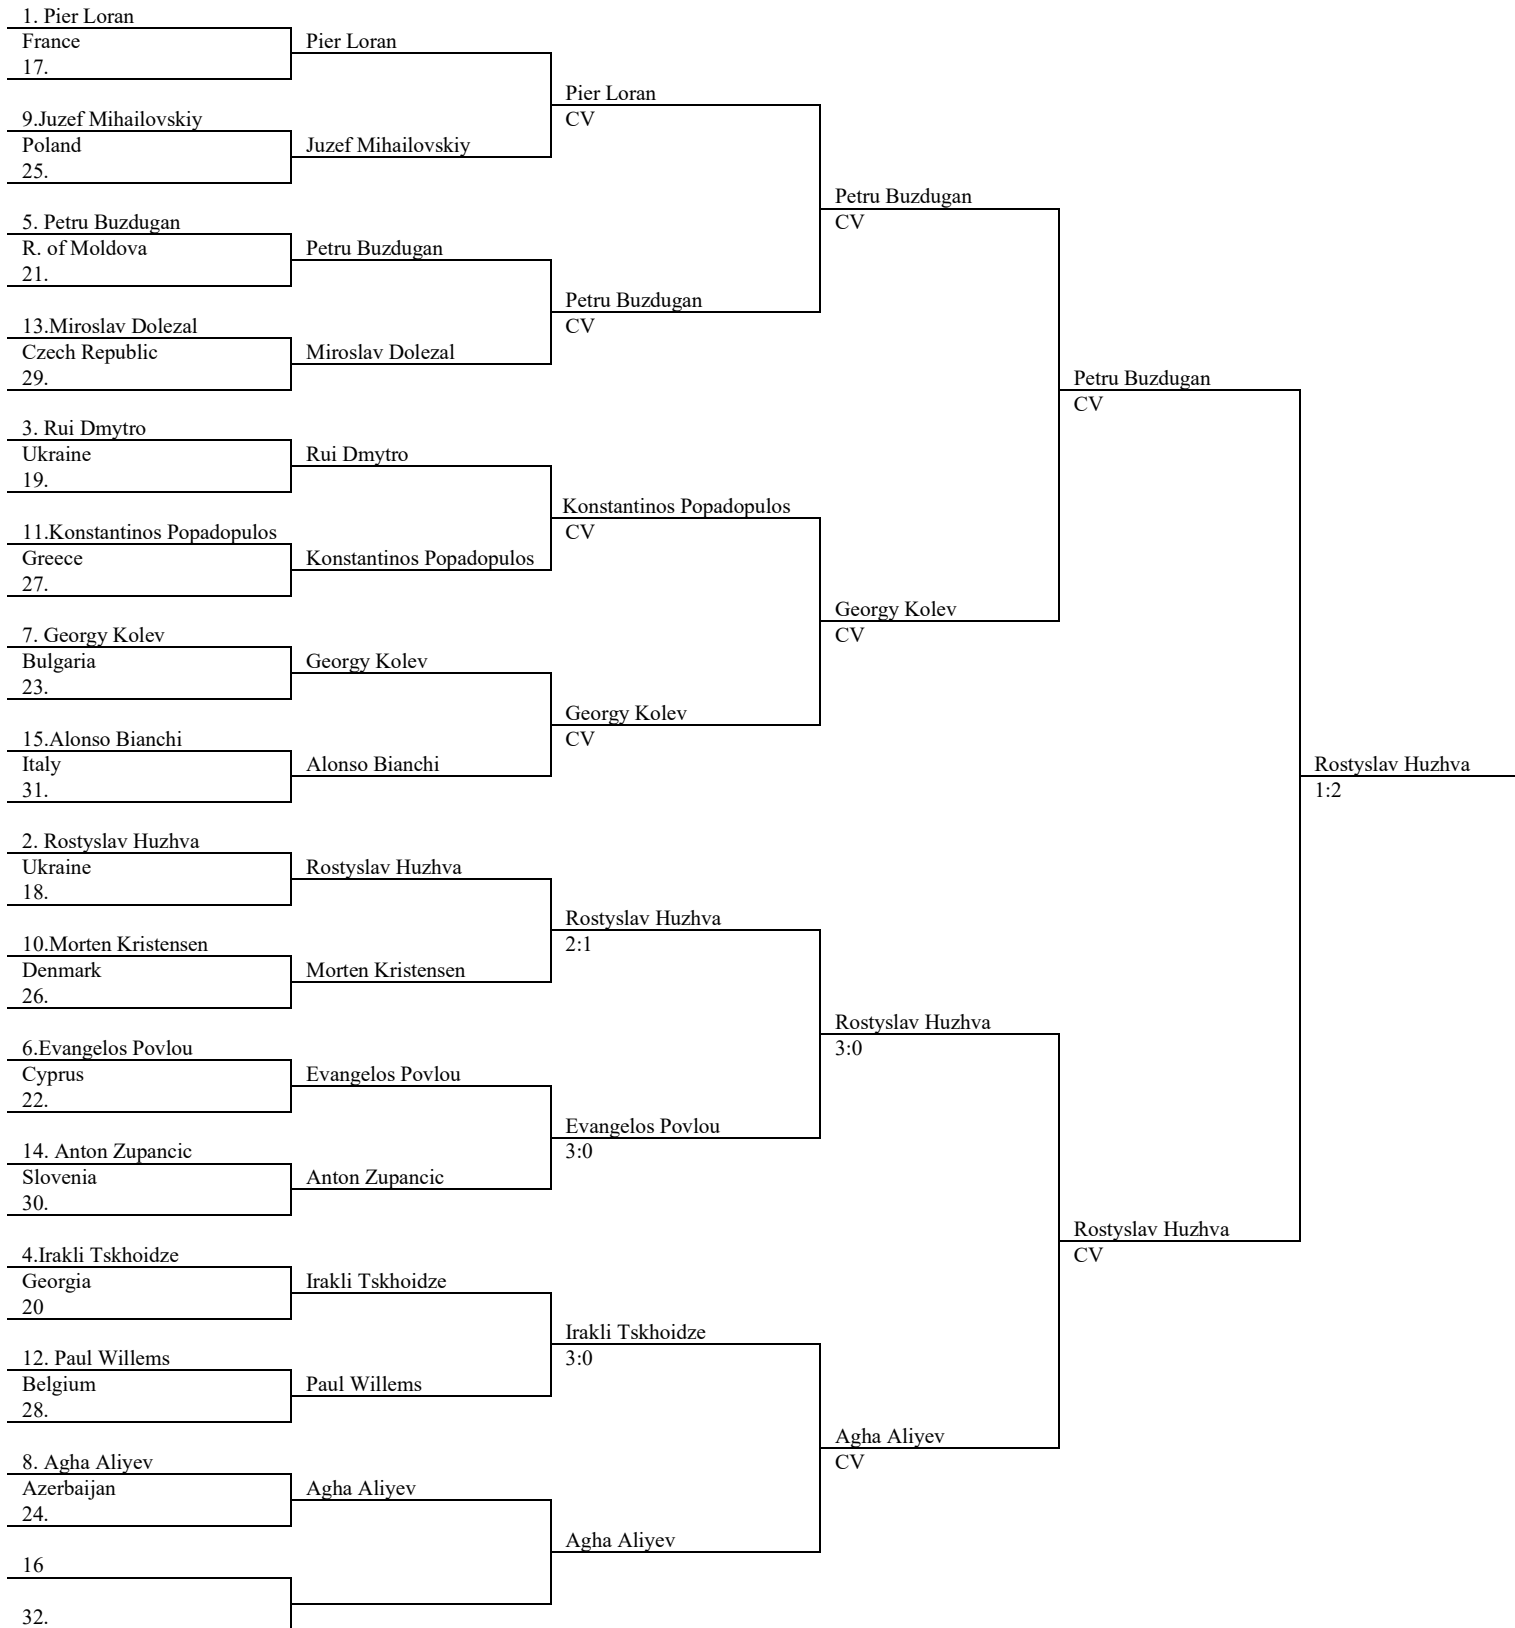 1. Pier Loran
France
17.
9.Juzef Mihailovskiy
Poland
25.
5. Petru Buzdugan
R. of Moldova
21.
13.Miroslav Dolezal
Czech Republic
29.
3. Rui Dmytro
Ukraine
19.
11.Konstantinos Popadopulos
Greece
27.
7. Georgy Kolev
Bulgaria
23.
15.Alonso Bianchi
Italy
31.
2. Rostyslav Huzhva
Ukraine
18.
10.Morten Kristensen
Denmark
26.
6.Evangelos Povlou
Cyprus
22.
14. Anton Zupancic
Slovenia
30.
4.Irakli Tskhoidze
Georgia
20
12. Paul Willems
Belgium
28.
8. Agha Aliyev
Azerbaijan
24.
16
32.
Pier Loran
Juzef Mihailovskiy
Petru Buzdugan
Miroslav Dolezal
Rui Dmytro
Konstantinos Popadopulos
Georgy Kolev
Alonso Bianchi
Rostyslav Huzhva
Morten Kristensen
Evangelos Povlou
Anton Zupancic
Irakli Tskhoidze
Paul Willems
Agha Aliyev
Pier Loran
CV
Petru Buzdugan
CV
Konstantinos Popadopulos
CV
Georgy Kolev
CV
Rostyslav Huzhva
2:1
Evangelos Povlou
3:0
Irakli Tskhoidze
3:0
Agha Aliyev
Petru Buzdugan
CV
Georgy Kolev
CV
Rostyslav Huzhva
3:0
Agha Aliyev
CV
Petru Buzdugan
CV
Rostyslav Huzhva
CV
Rostyslav Huzhva
1:2